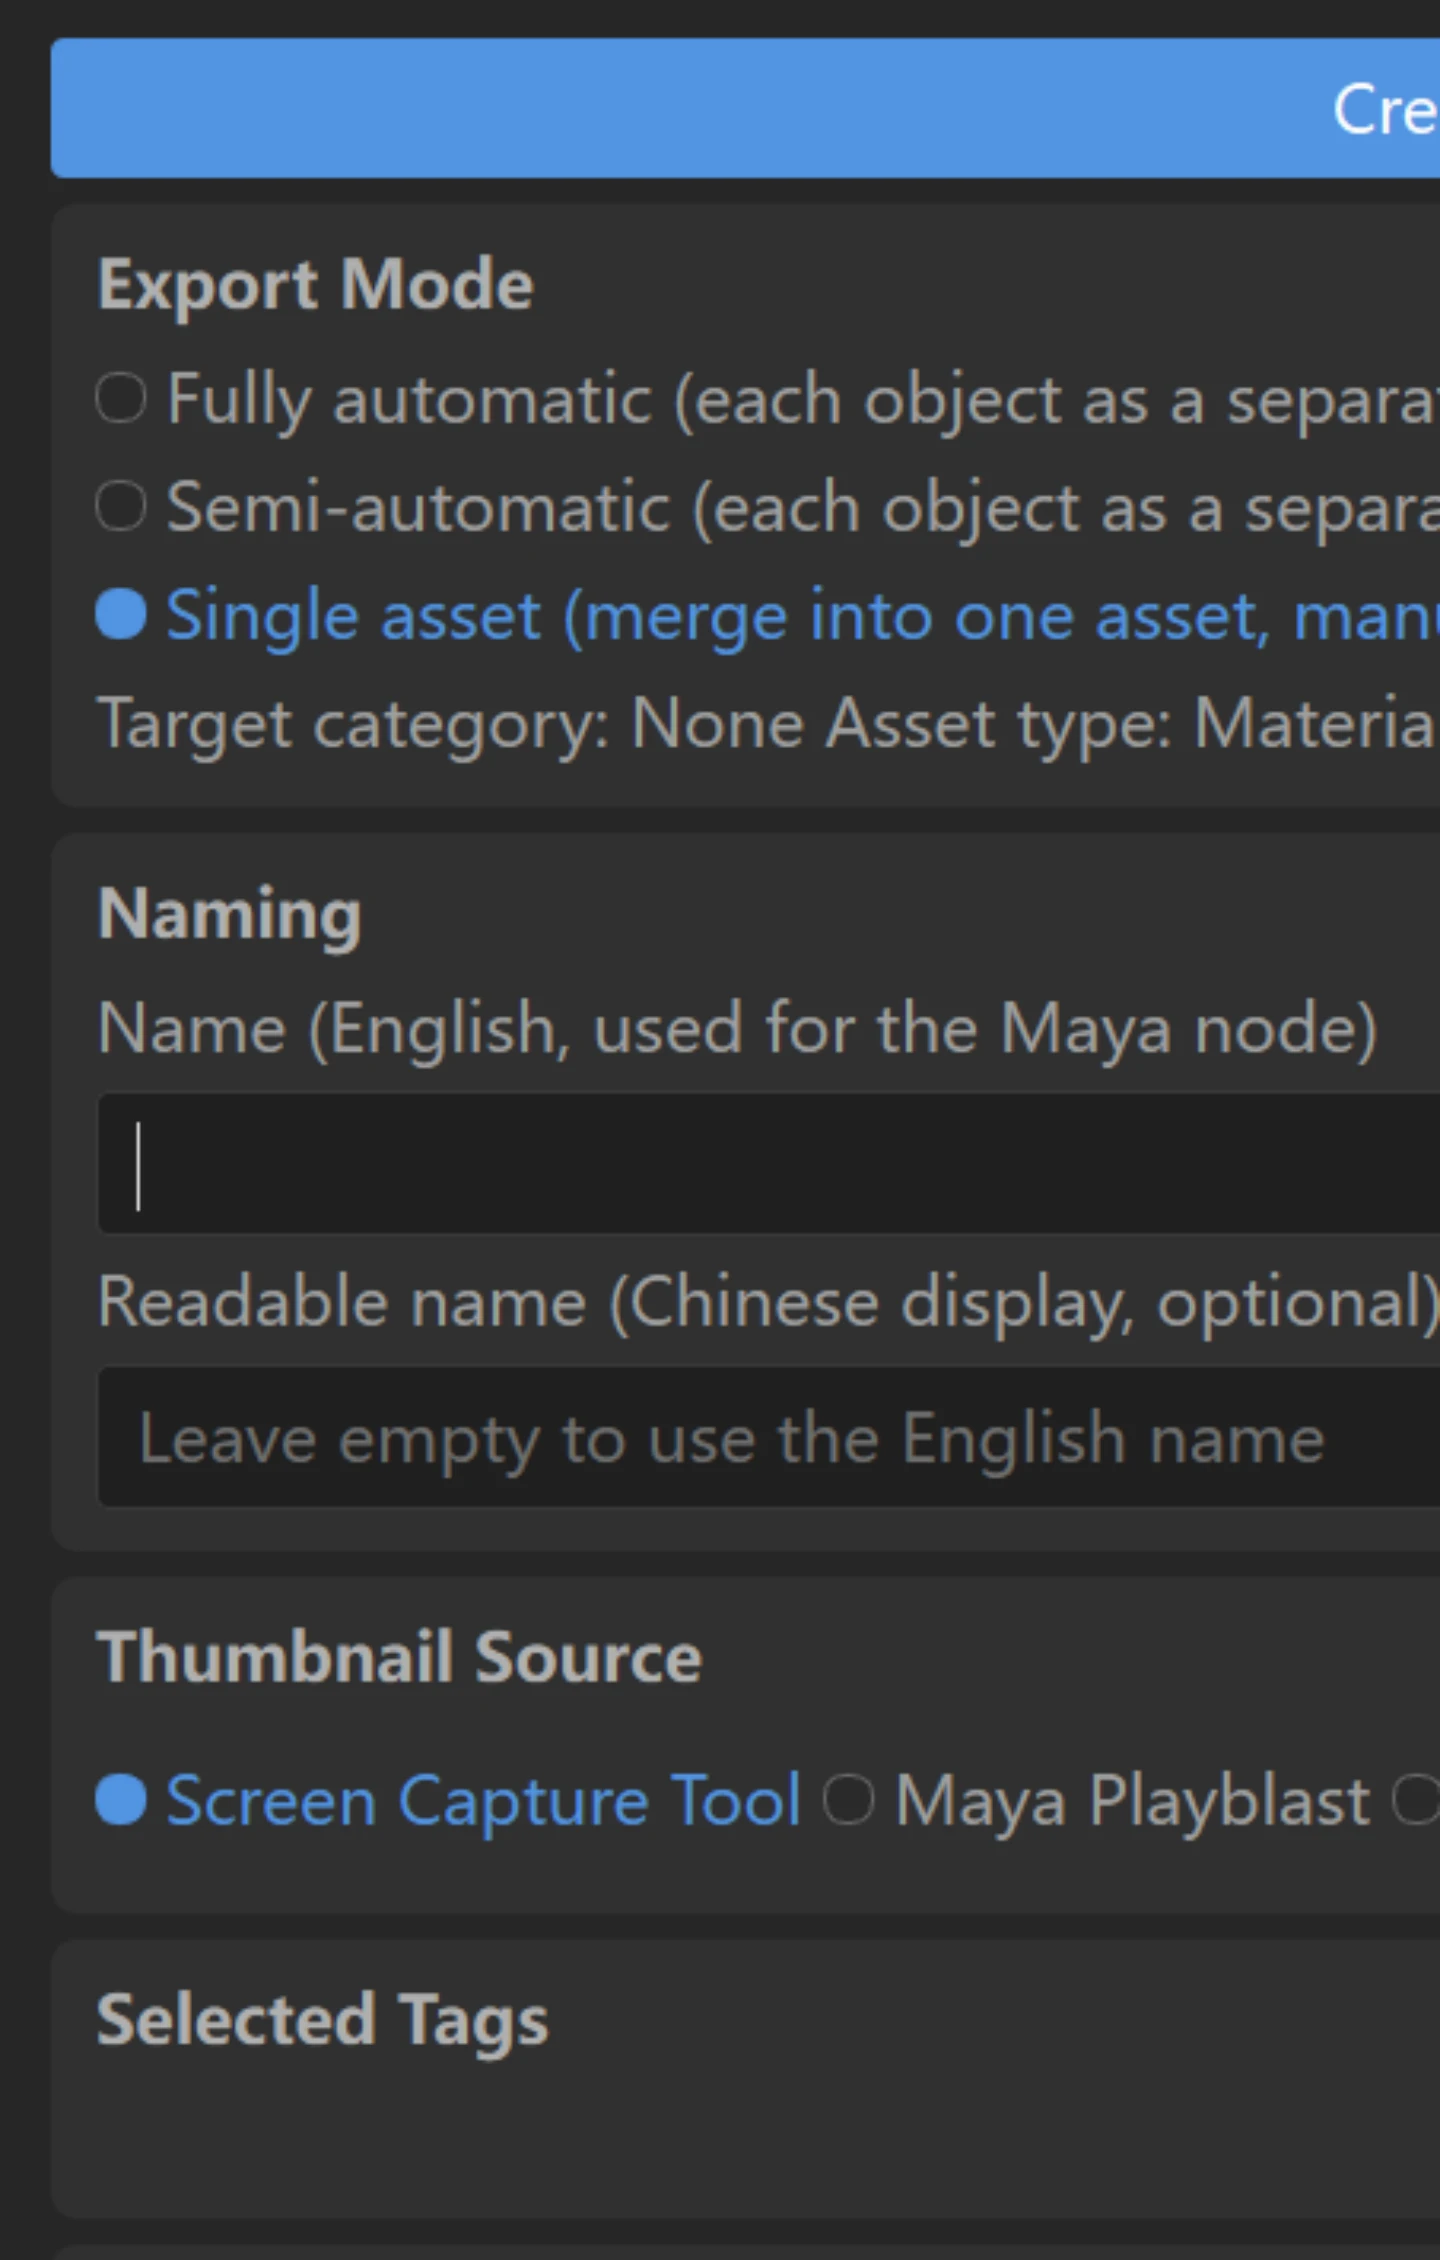 Cre
Export Mode
Fully automatic (each object as a separat
Semi-automatic (each object as a separa
Single asset (merge into one asset, manu
Target category: None Asset type: Materia
Naming
Name (English, used for the Maya node)
Readable name (Chinese display, optional)
Leave empty to use the English name
Thumbnail Source
Screen Capture Tool Maya Playblast
Selected Tags